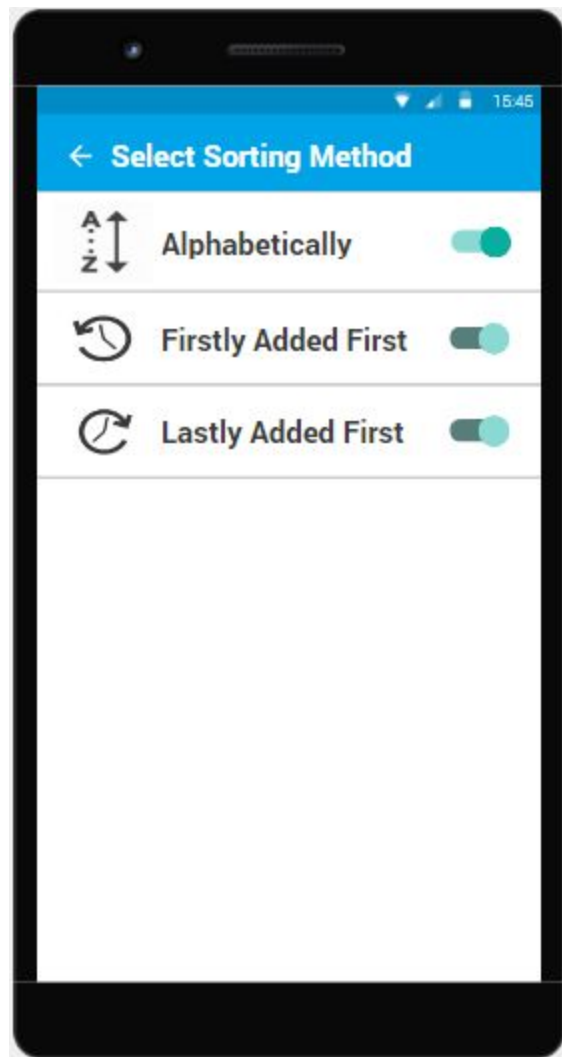 15:45
Select Sorting Method
A
Z
Alphabetically
Firstly Added First
Lastly Added First